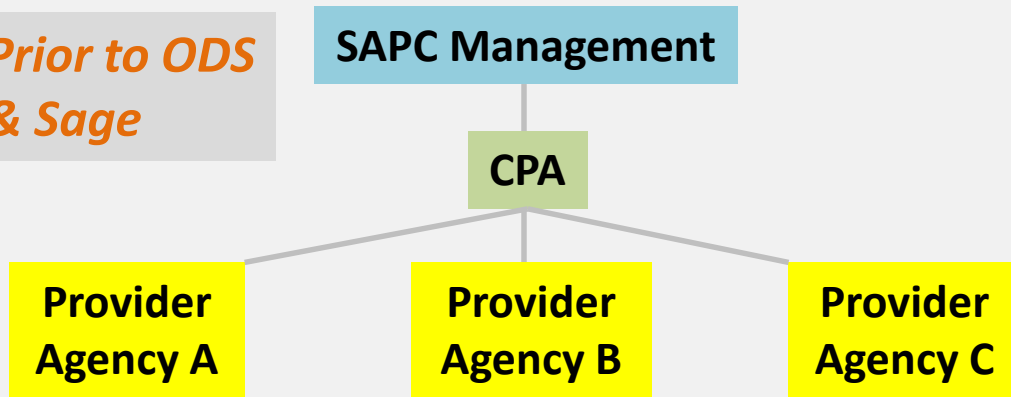 Prior to ODS
& Sage
SAPC Management
CPA
Provider
Agency A
Provider
Agency B
Provider
Agency C